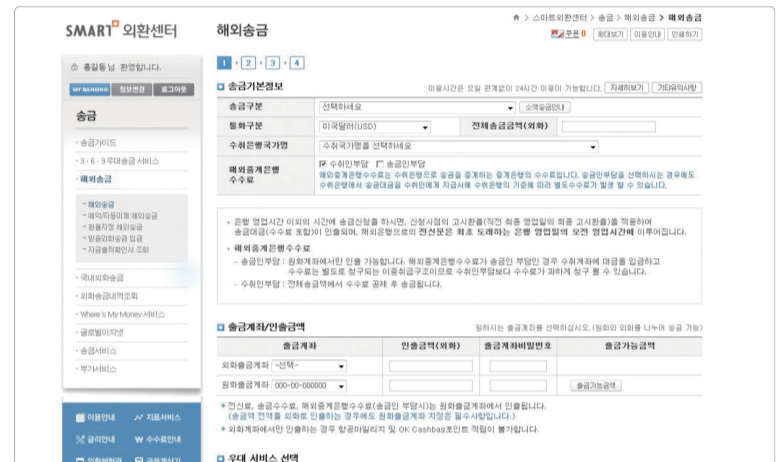 SMART 외환센터
해외송금
> 스마트외환센터 > 송금 > 해외송금 > 해외송금
쿠폰 0 확대보기 이용안내 인쇄하기
홍길동님 환영합니다.
MY BANKING 정보변경 로그아웃
송금
송금가이드
3·6·9우대송금 서비스
해외송금
- 해외송금
- 예약/자동이체 해외송금
- 환율지정 해외송금
- 받을외화송금 입금
- 지급출처확인서 조회
국내외화송금
외화송금내역조회
Where's My Money 서비스
글로벌이지넷
송금서비스
부가서비스
이용안내 지표서비스
금리안내 ₩ 수수료안내
외환세팅관 금융계산기
1 2 3 4
송금기본정보
이용시간은 요일 관계없이 24시간 이용이 가능합니다. 자세히보기 기타유의사항
송금구분 선택하세요 소액송금안내
통화구분 미국달러(USD) 전체송금금액(외화)
수취은행국가명 수취국가명을 선택하세요
해외중계은행
수수료
수취인부담 송금인부담
해외중계은행수수료는 수취은행으로 송금을 중계하는 중계은행의 수수료입니다. 송금인부담을 선택하시는 경우에도
수취은행에서 송금대금을 수취인에게 지급시에 수취은행의 기준에 따라 별도수수료가 발생 할 수 있습니다.
· 은행 영업시간 이외의 시간에 송금신청을 하시면, 신청시점의 고시환율(직전 최종 영업일의 최종 고시환율)을 적용하여
송금대금(수수료 포함)이 인출되며, 해외은행으로의 전신문은 최초 도래하는 은행 영업일의 오전 영업시간에 이루어집니다.
· 해외중계은행수수료
- 송금인부담 : 원화계좌에서만 인출 가능합니다. 해외중계은행수수료가 송금인 부담인 경우 수취계좌에 대금을 입금하고
수수료는 별도로 청구되는 이중취급구조이므로 수취인부담보다 수수료가 과하게 청구 될 수 있습니다.
- 수취인부담 : 전체송금액에서 수수료 공제 후 송금됩니다.
출금계좌/인출금액
원하시는 출금계좌를 선택하십시오. (원화와 외화를 나누어 송금 가능)
출금계좌 인출금액(외화) 출금계좌비밀번호 출금가능금액
외화출금계좌 -선택-
원화출금계좌 000-00-000000 출금가능금액
* 전신료, 송금수수료, 해외중계은행수수료(송금인 부담시)는 원화출금계좌에서 인출됩니다.
(송금액 전액을 외화로 인출하는 경우에도 원화출금계좌 지정은 필수사항입니다.)
* 외화계좌에서만 인출하는 경우 항공마일리지 및 OK Cashbag포인트 적립이 불가합니다.
우대 서비스 선택